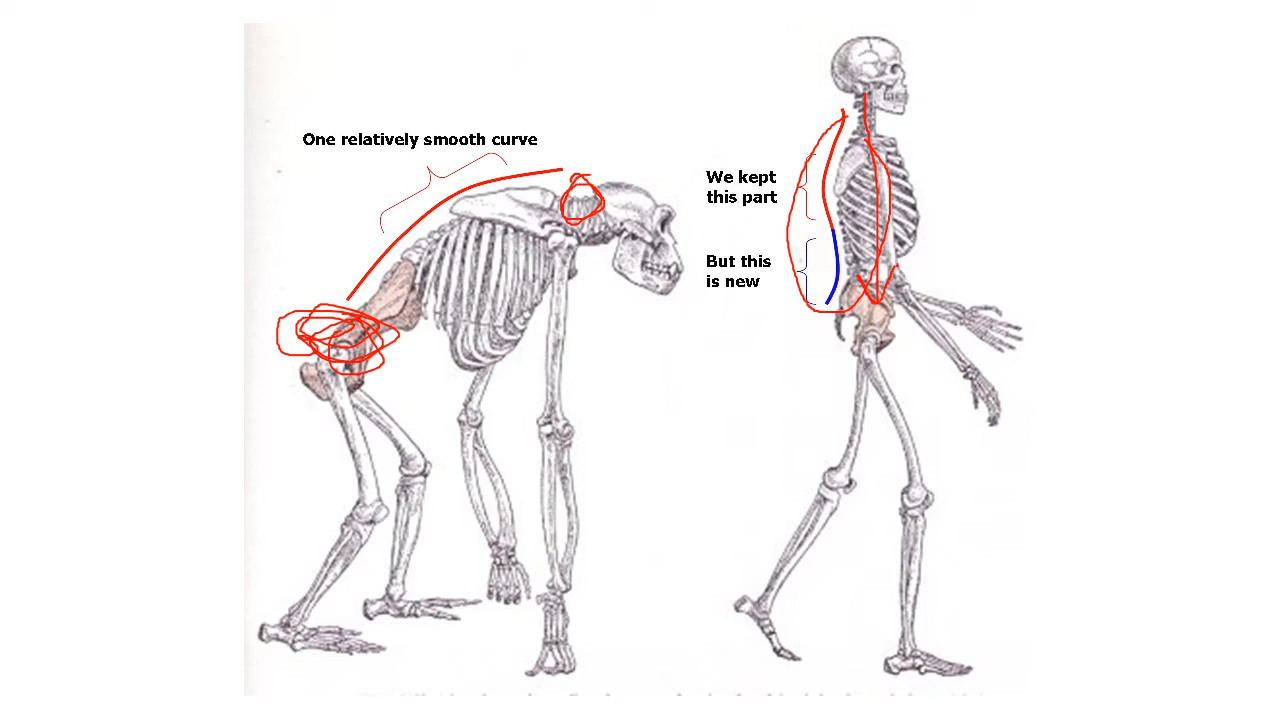 One relatively smooth curve
We kept
this part
But this
is new